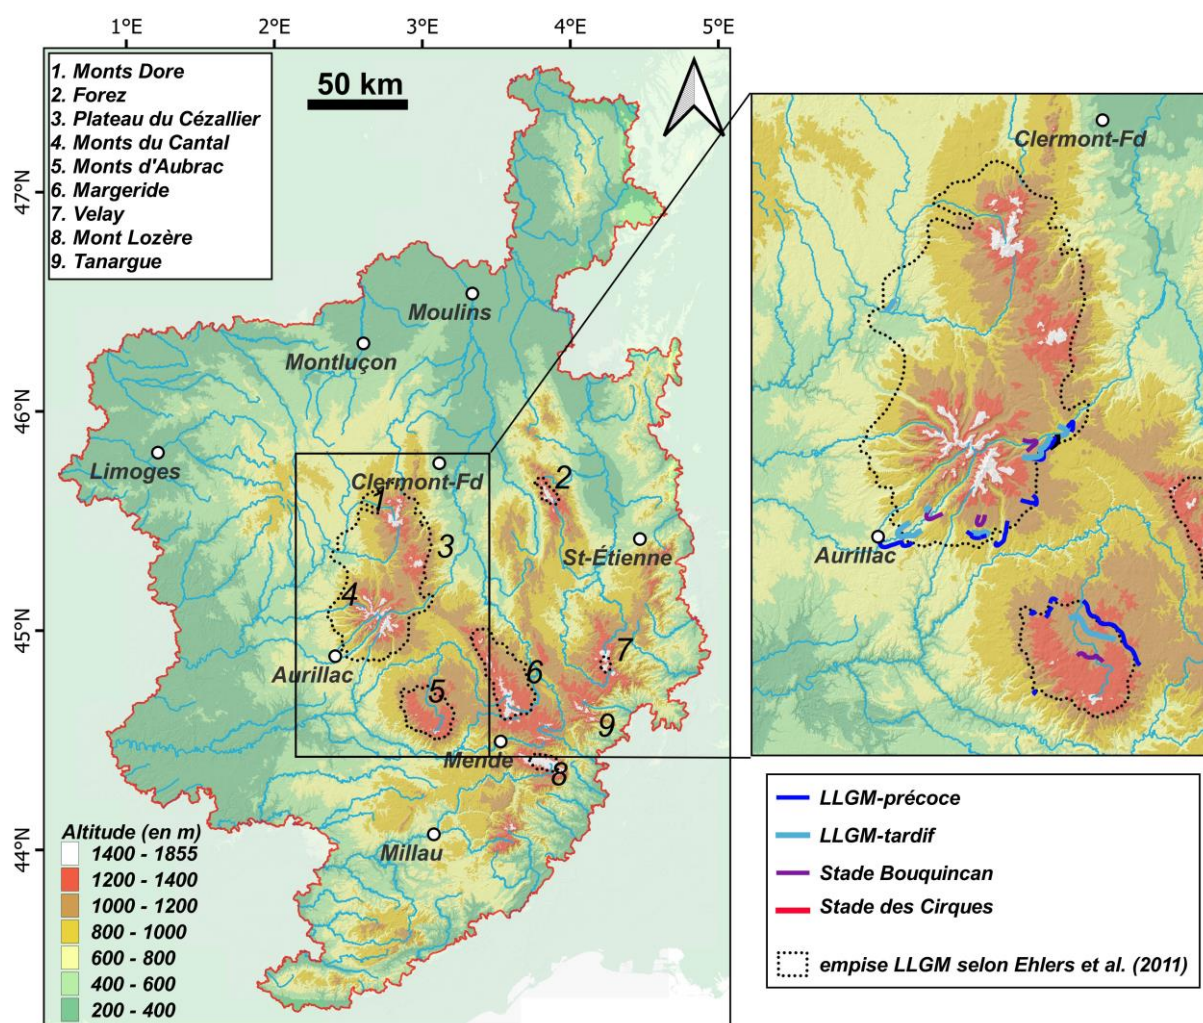 1°E 2°E 3°E 4°E 5°E
1. Monts Dore
2. Forez
3. Plateau du Cézallier
4. Monts du Cantal
5. Monts d'Aubrac
6. Margeride
7. Velay
8. Mont Lozère
9. Tanargue
50 km
47°N
46°N
45°N
44°N
Moulins
Montluçon
Limoges
Clermont-Fd
St-Étienne
Aurillac
Mende
Millau
1
2
3
4
5
6
7
8
9
Altitude (en m)
1400 - 1855
1200 - 1400
1000 - 1200
800 - 1000
600 - 800
400 - 600
200 - 400
Clermont-Fd
Aurillac
LLGM-précoce
LLGM-tardif
Stade Bouquincan
Stade des Cirques
empise LLGM selon Ehlers et al. (2011)